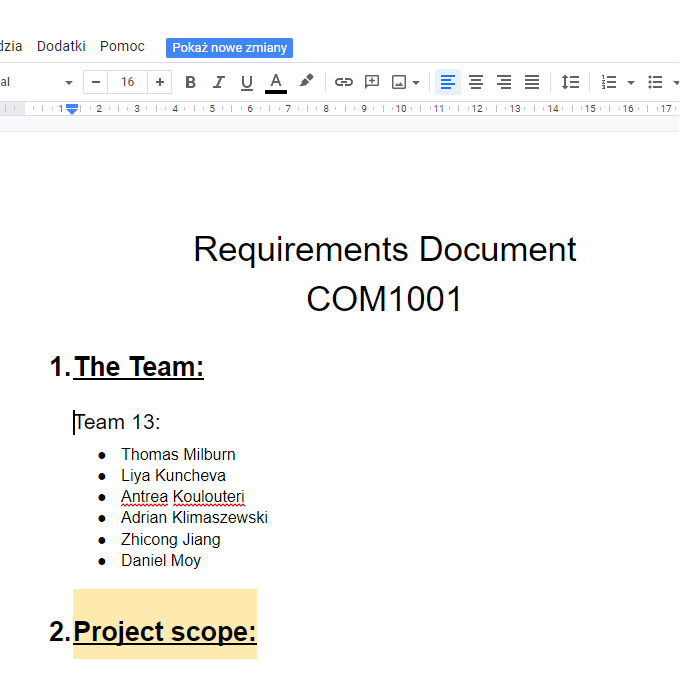 dzia Dodatki Pomoc Pokaż nowe zmiany
al 16 B I U A
1 2 3 4 5 6 7 8 9 10 11 12 13 14 15 16 17
Requirements Document
COM1001
1. The Team:
Team 13:
● Thomas Milburn
● Liya Kuncheva
● Antrea Koulouteri
● Adrian Klimaszewski
● Zhicong Jiang
● Daniel Moy
2. Project scope: